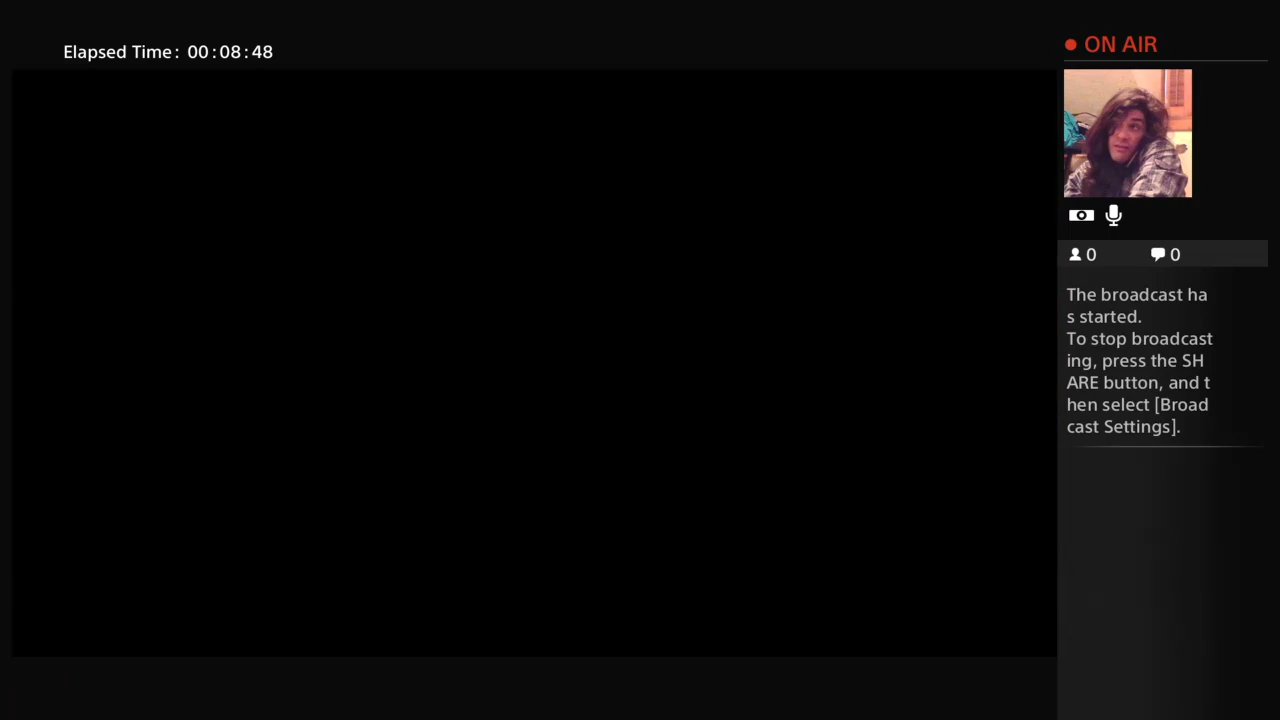 Elapsed Time: 00:08:48
ON AIR
0 0
The broadcast ha
s started.
To stop broadcast
ing, press the SH
ARE button, and t
hen select [Broad
cast Settings].